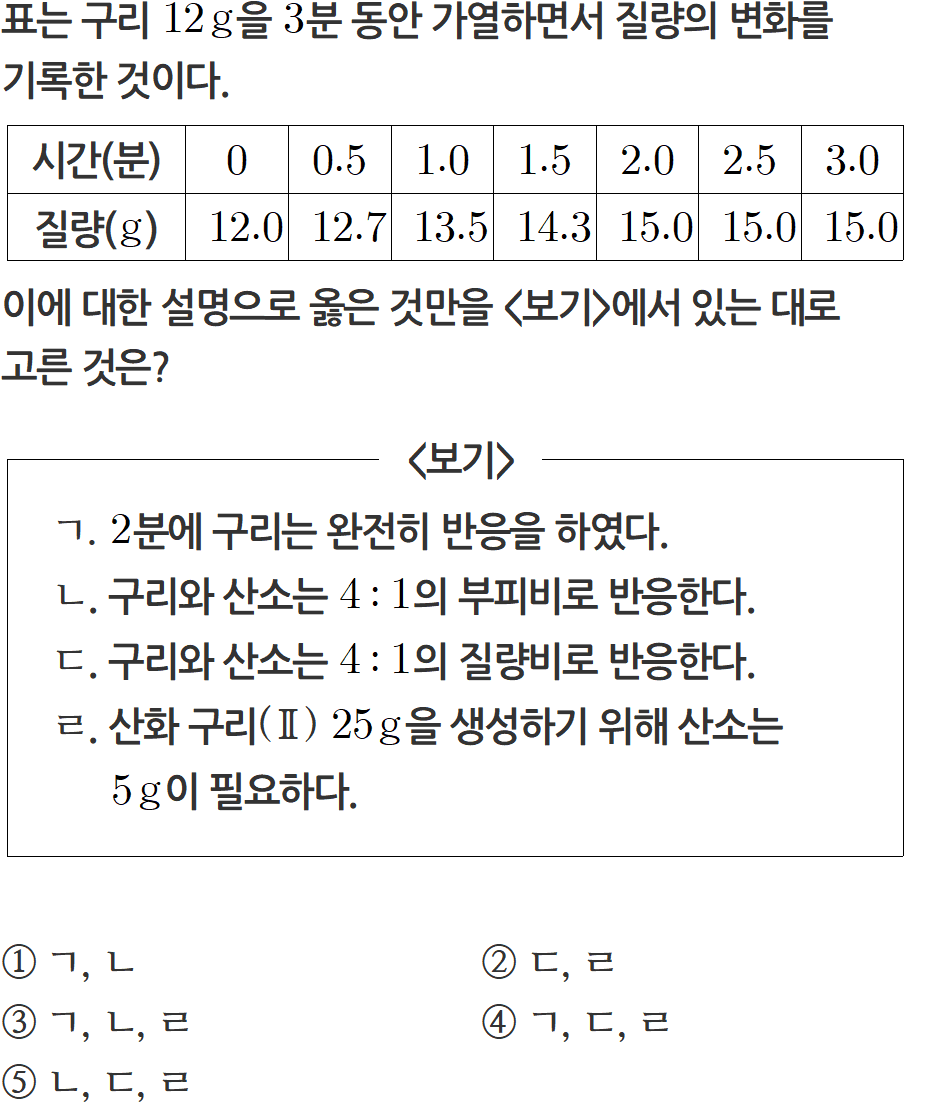 표는 구리 12 g을 3분 동안 가열하면서 질량의 변화를
기록한 것이다.
시간(분) 0 0.5 1.0 1.5 2.0 2.5 3.0
질량(g) 12.0 12.7 13.5 14.3 15.0 15.0 15.0
이에 대한 설명으로 옳은 것만을 <보기>에서 있는 대로
고른 것은?
<보기>
ㄱ. 2분에 구리는 완전히 반응을 하였다.
ㄴ. 구리와 산소는 4 : 1의 부피비로 반응한다.
ㄷ. 구리와 산소는 4 : 1의 질량비로 반응한다.
ㄹ. 산화 구리(Ⅱ) 25 g을 생성하기 위해 산소는
5 g이 필요하다.
① ㄱ, ㄴ ② ㄷ, ㄹ
③ ㄱ, ㄴ, ㄹ ④ ㄱ, ㄷ, ㄹ
⑤ ㄴ, ㄷ, ㄹ